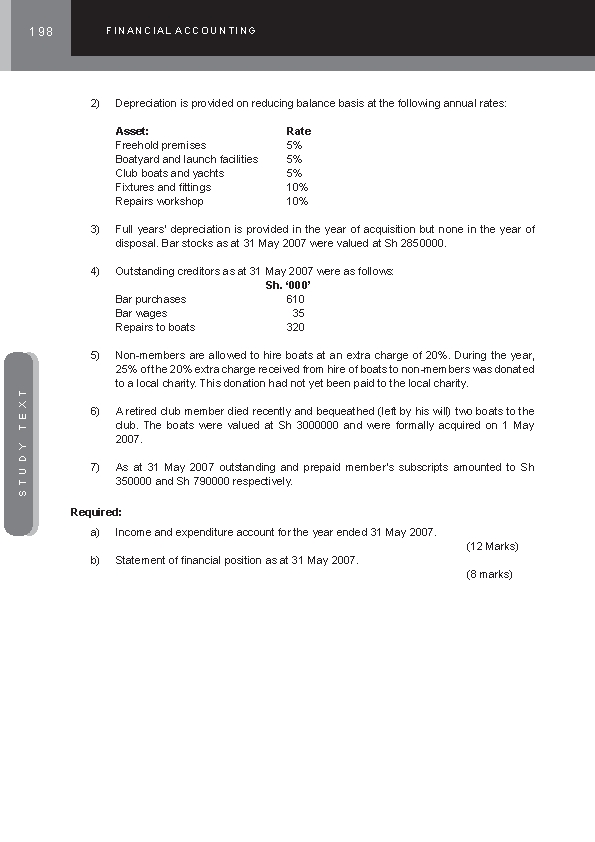 198
FINANCIAL ACCOUNTING
2) Depreciation is provided on reducing balance basis at the following annual rates:
Asset: Rate
Freehold premises 5%
Boatyard and launch facilities 5%
Club boats and yachts 5%
Fixtures and fittings 10%
Repairs workshop 10%
3) Full years' depreciation is provided in the year of acquisition but none in the year of
disposal. Bar stocks as at 31 May 2007 were valued at Sh 2850000.
4) Outstanding creditors as at 31 May 2007 were as follows:
Sh. ‘000’
Bar purchases 610
Bar wages 35
Repairs to boats 320
5) Non-members are allowed to hire boats at an extra charge of 20%. During the year,
25% of the 20% extra charge received from hire of boats to non-members was donated
to a local charity. This donation had not yet been paid to the local charity.
6) A retired club member died recently and bequeathed (left by his will) two boats to the
club. The boats were valued at Sh 3000000 and were formally acquired on 1 May
2007.
7) As at 31 May 2007 outstanding and prepaid member's subscripts amounted to Sh
350000 and Sh 790000 respectively.
Required:
a) Income and expenditure account for the year ended 31 May 2007.
(12 Marks)
b) Statement of financial position as at 31 May 2007.
(8 marks)
STUDY TEXT